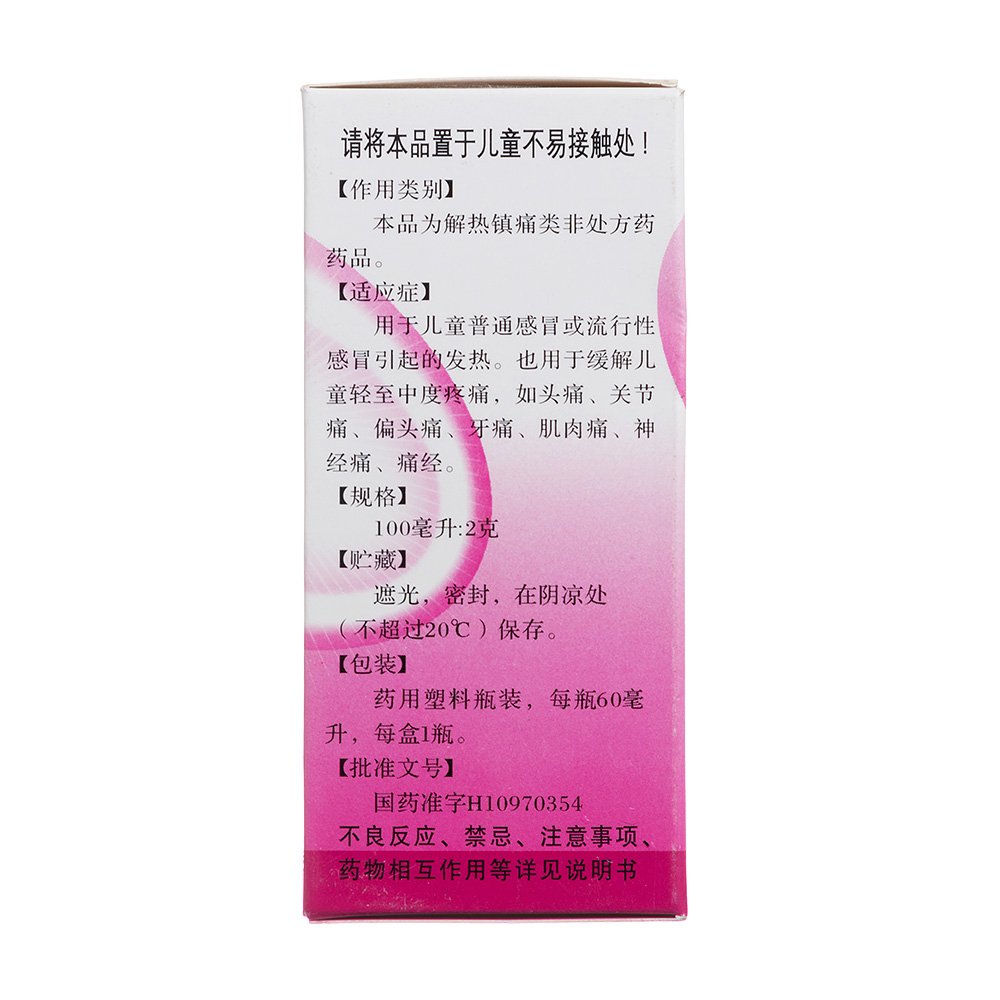 请将本品置于儿童不易接触处！
【作用类别】
本品为解热镇痛类非处方药
药品。
【适应症】
用于儿童普通感冒或流行性
感冒引起的发热。也用于缓解儿
童轻至中度疼痛，如头痛、关节
痛、偏头痛、牙痛、肌肉痛、神
经痛、痛经。
【规格】
100毫升:2克
【贮藏】
遮光，密封，在阴凉处
（不超过20℃）保存。
【包装】
药用塑料瓶装，每瓶60毫
升，每盒1瓶。
【批准文号】
国药准字H10970354
不良反应、禁忌、注意事项、
药物相互作用等详见说明书